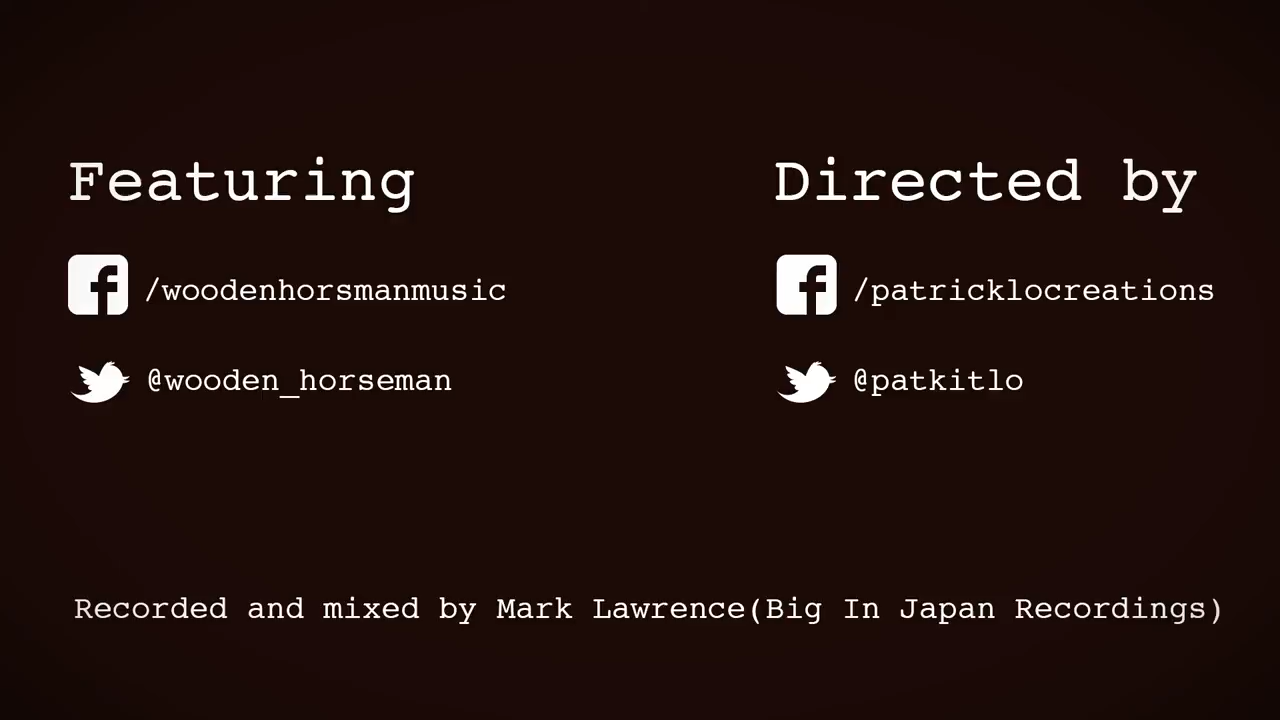 Featuring
/woodenhorsmanmusic
@wooden_horseman
Directed by
/patricklocreations
@patkitlo
Recorded and mixed by Mark Lawrence(Big In Japan Recordings)